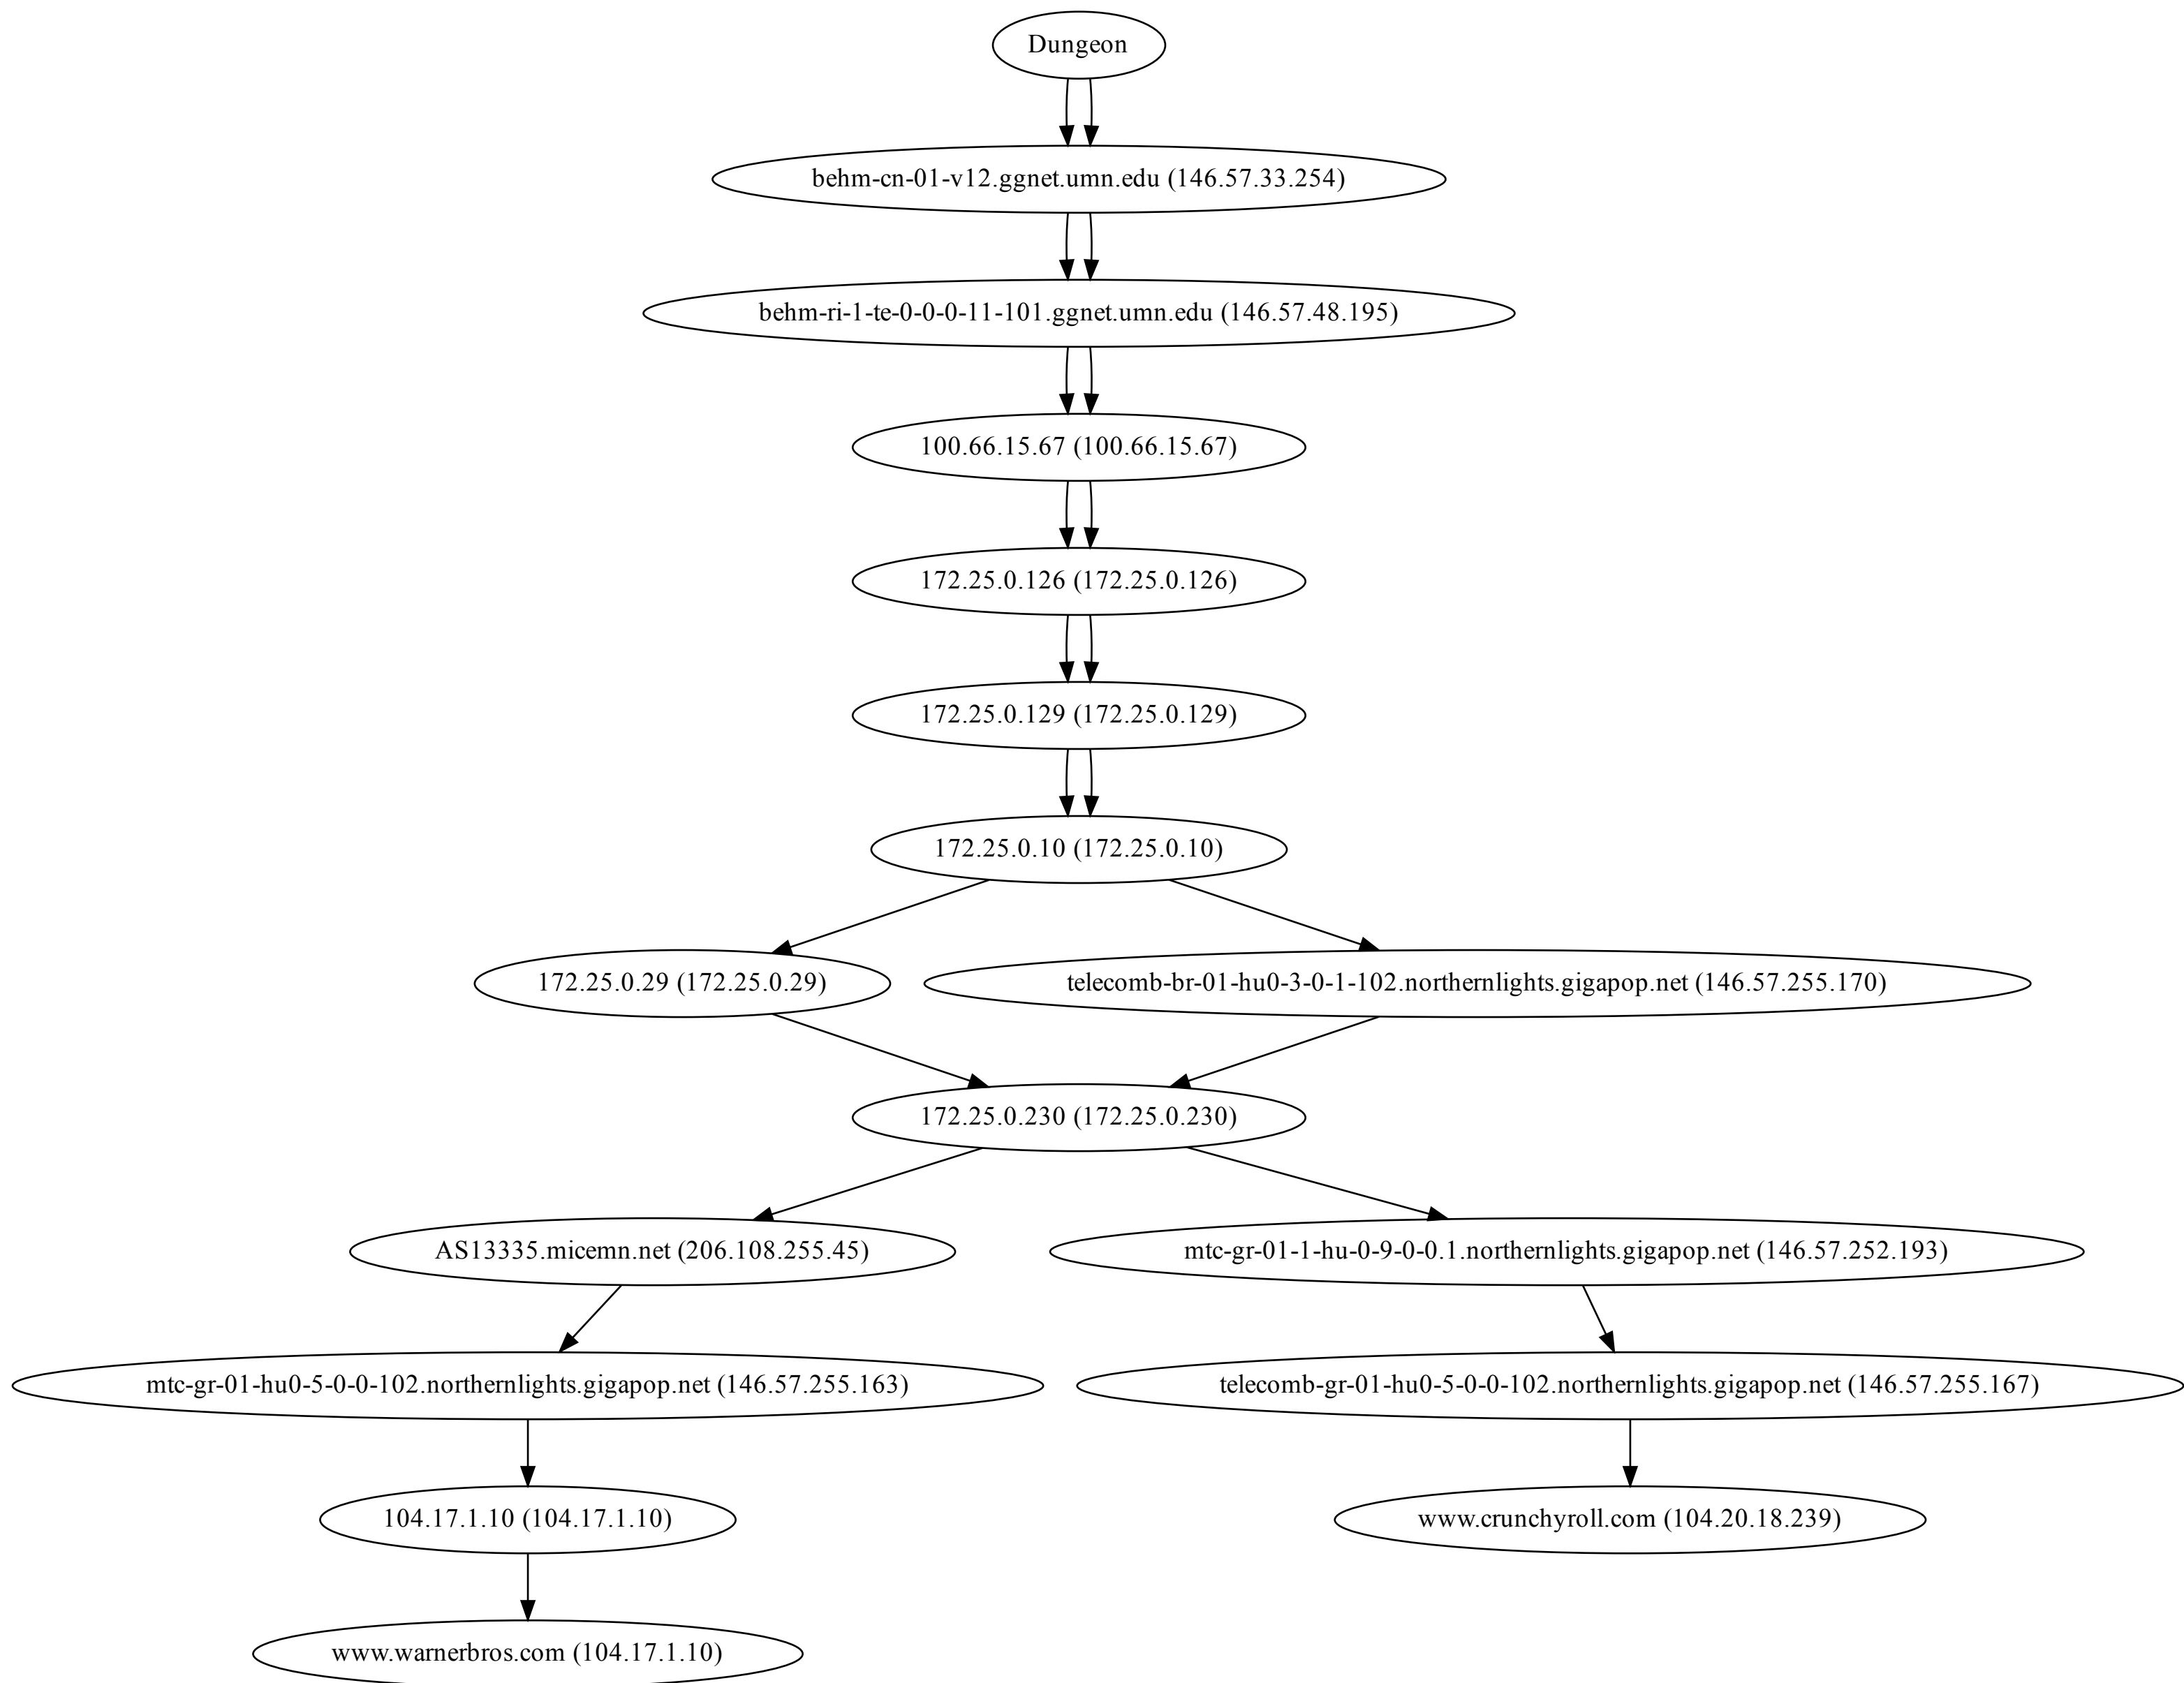 Dungeon
behm-cn-01-v12.ggnet.umn.edu (146.57.33.254)
behm-ri-1-te-0-0-0-11-101.ggnet.umn.edu (146.57.48.195)
100.66.15.67 (100.66.15.67)
172.25.0.126 (172.25.0.126)
172.25.0.129 (172.25.0.129)
172.25.0.10 (172.25.0.10)
172.25.0.29 (172.25.0.29)
telecomb-br-01-hu0-3-0-1-102.northernlights.gigapop.net (146.57.255.170)
172.25.0.230 (172.25.0.230)
AS13335.micemn.net (206.108.255.45)
mtc-gr-01-1-hu-0-9-0-0.1.northernlights.gigapop.net (146.57.252.193)
mtc-gr-01-hu0-5-0-0-102.northernlights.gigapop.net (146.57.255.163)
telecomb-gr-01-hu0-5-0-0-102.northernlights.gigapop.net (146.57.255.167)
104.17.1.10 (104.17.1.10)
www.crunchyroll.com (104.20.18.239)
www.warnerbros.com (104.17.1.10)